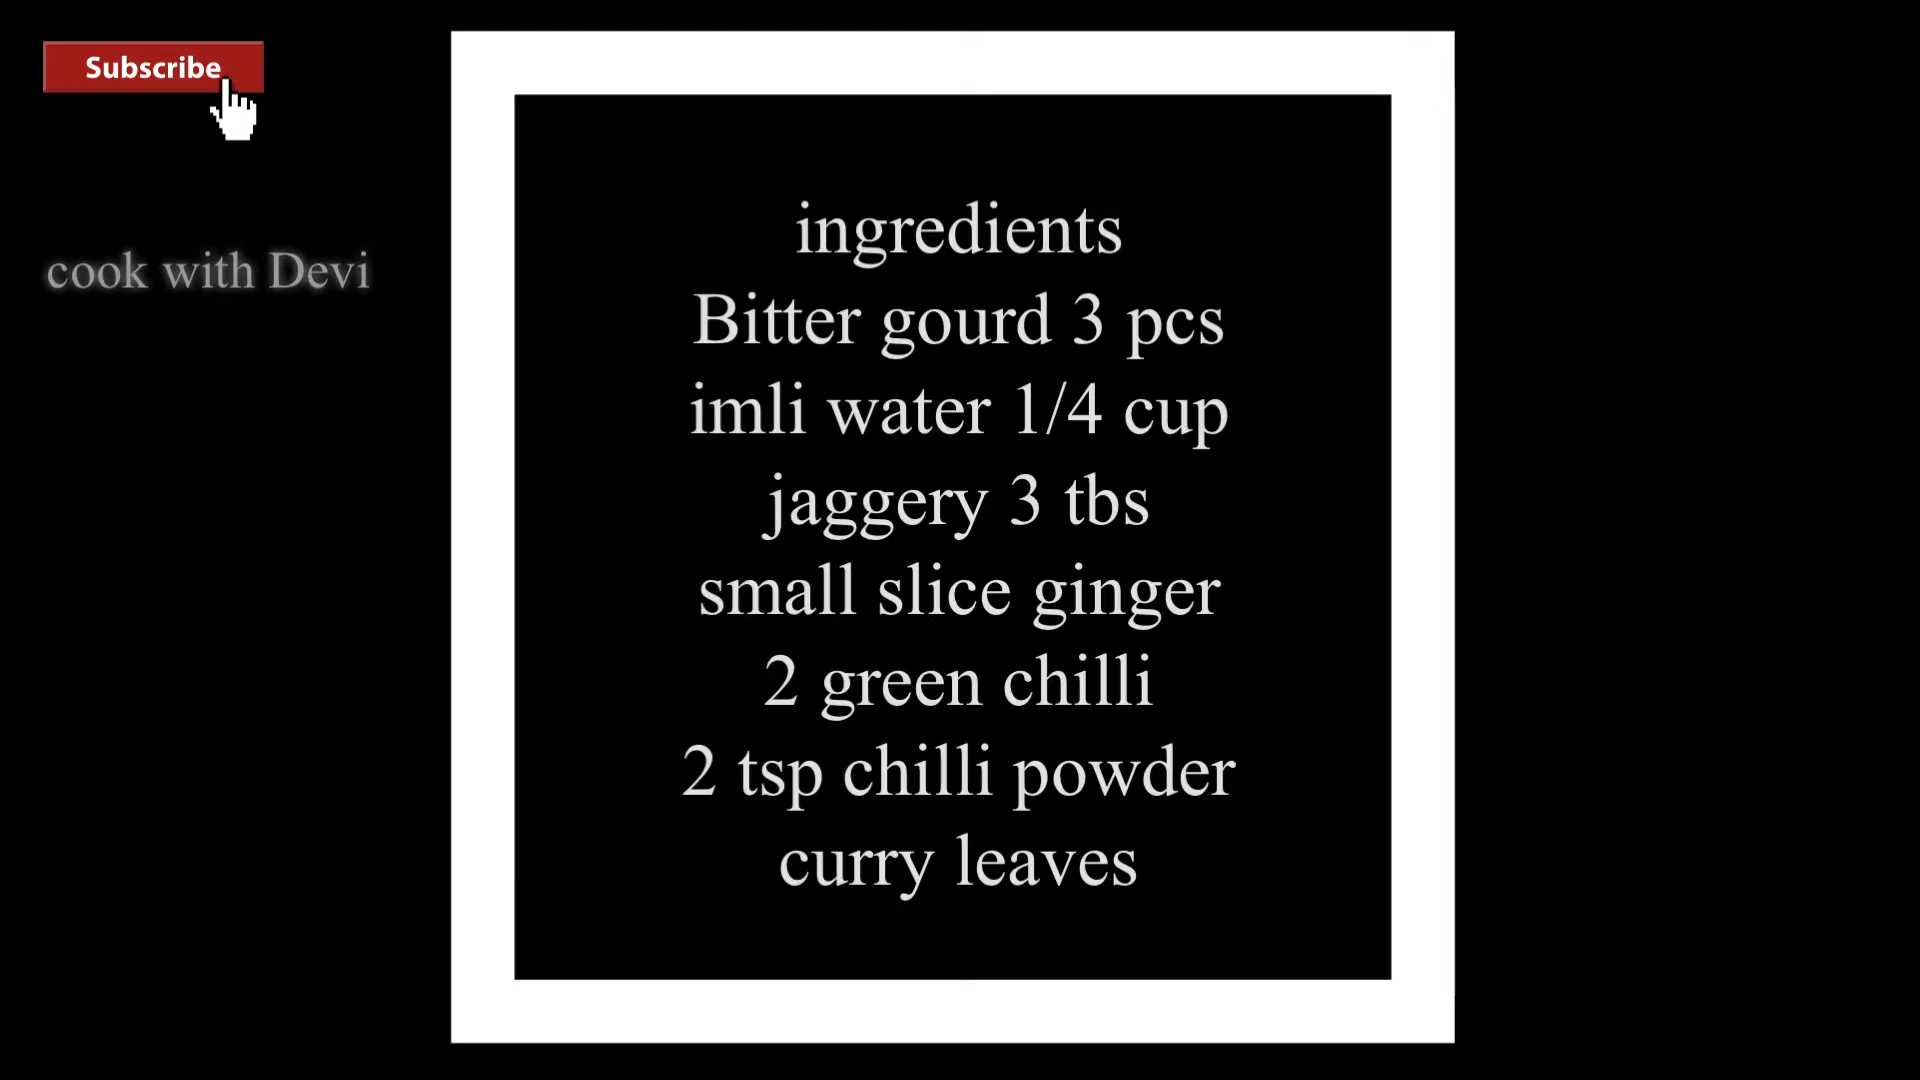 Subscribe
cook with Devi
ingredients
Bitter gourd 3 pcs
imli water 1/4 cup
jaggery 3 tbs
small slice ginger
2 green chilli
2 tsp chilli powder
curry leaves